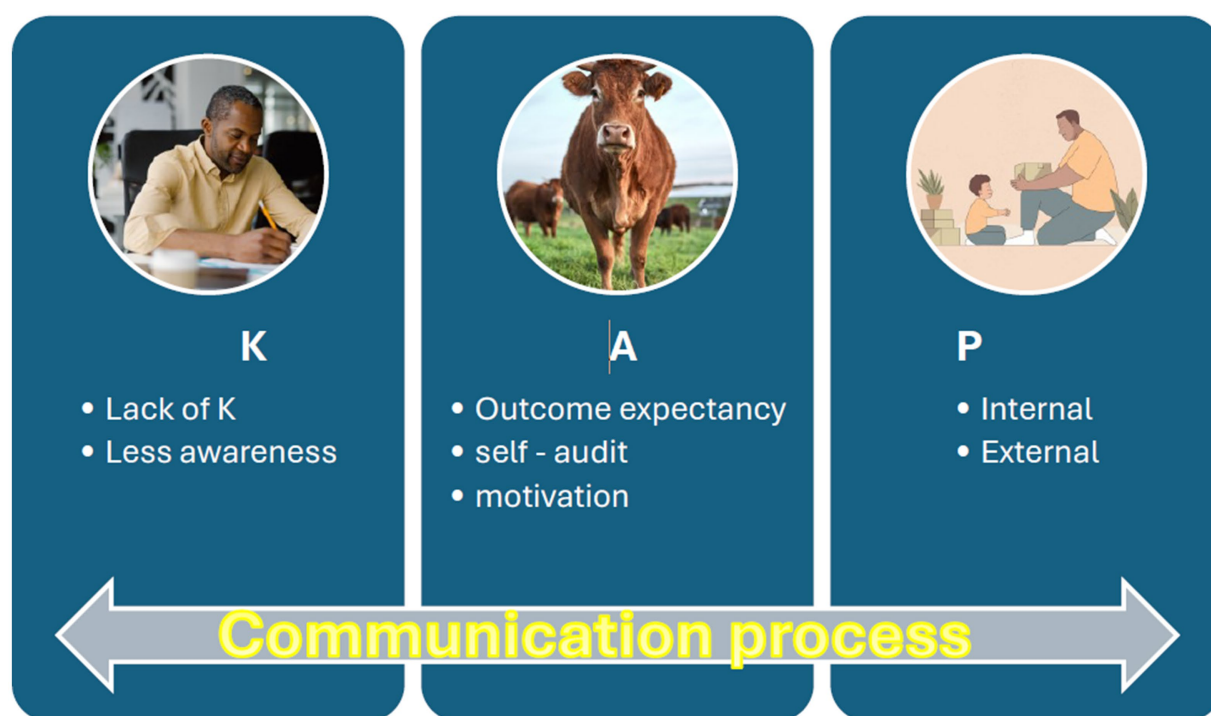 K
• Lack of K
• Less awareness
A
• Outcome expectancy
• self - audit
• motivation
P
• Internal
• External
Communication process